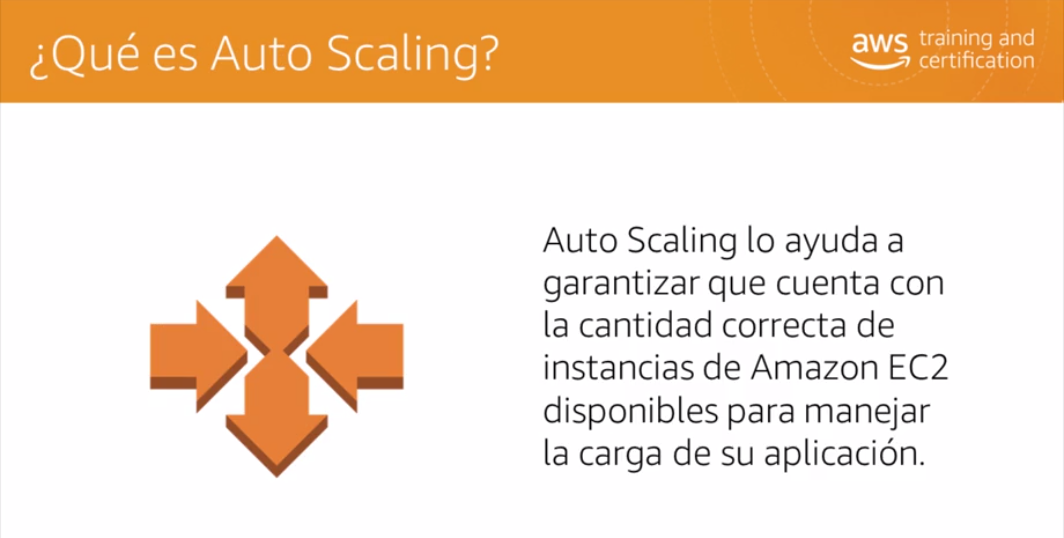 ¿Qué es Auto Scaling?
aws training and
certification
Auto Scaling lo ayuda a
garantizar que cuenta con
la cantidad correcta de
instancias de Amazon EC2
disponibles para manejar
la carga de su aplicación.